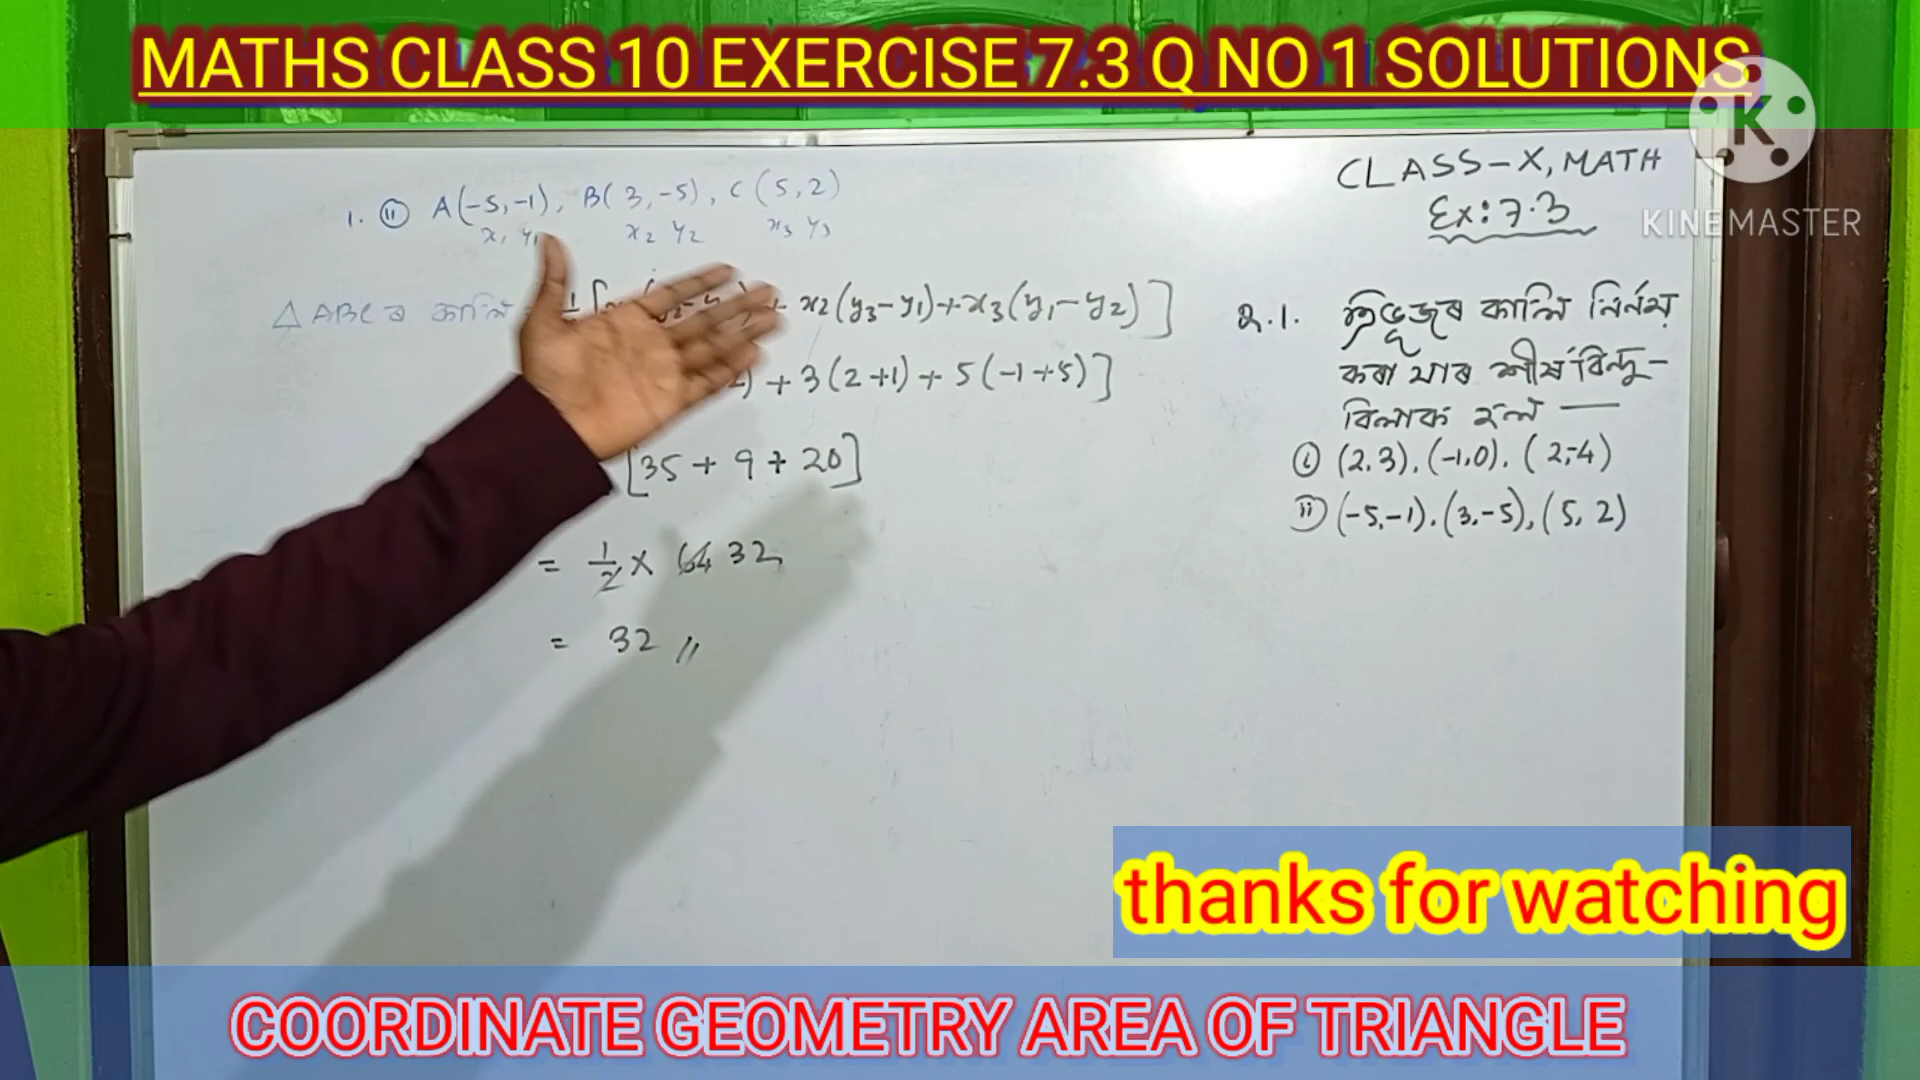 MATHS CLASS 10 EXERCISE 7.3 Q NO 1 SOLUTIONS
K
KINEMASTER
CLASS-X, MATH
Ex: 7.3
1. (ii) A(-5,-1), B(3,-5), C(5,2)
x₁ y₁ x₂ y₂ x₃ y₃
△ABCৰ কালি = x₂(y₃-y₁)+x₃(y₁-y₂)]
+3(2+1)+5(-1+5)]
[35+9+20]
= 1/2 × 64 32
= 32 //
Q.1. ত্ৰিভূজৰ কালি নিৰ্নয়
কৰা যাৰ শীৰ্ষবিন্দু-
বিলাক হ'ল —
(i) (2,3), (-1,0), (2,-4)
(ii) (-5,-1), (3,-5), (5, 2)
thanks for watching
COORDINATE GEOMETRY AREA OF TRIANGLE